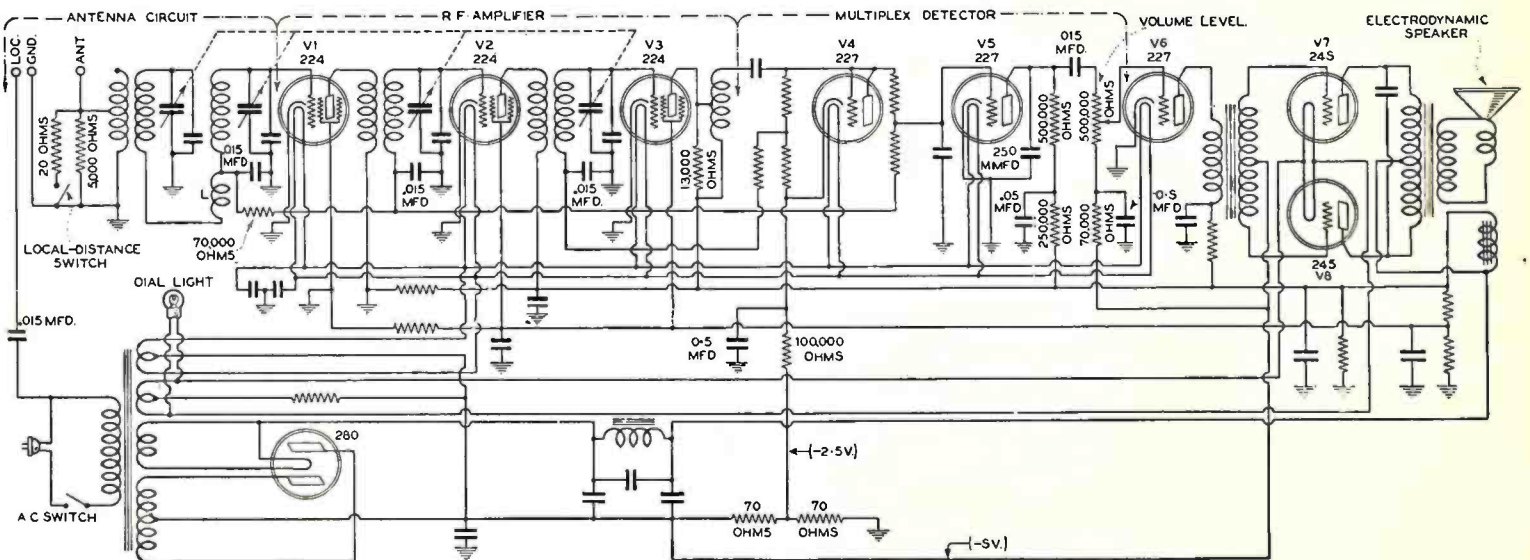 ANTENNA CIRCUIT
R F AMPLIFIER
MULTIPLEX DETECTOR
VOLUME LEVEL.
ELECTRODYNAMIC
SPEAKER
LOC.
GND.
ANT
V1
224
V2
224
V3
224
V4
227
V5
227
.015
MFD.
V6
227
V7
245
20 OHMS
5,000 OHMS
.015
MFD
.015
MFD.
.015
MFD.
13,000
OHMS
250
M.MFD
500,000
OHMS
500,000
OHMS
L
.05
MFD
250,000
OHMS
70,000
OHMS
0.5
MFD
70,000
OHMS
LOCAL-DISTANCE
SWITCH
245
V8
DIAL LIGHT
.015 MFD.
0.5
MFD
100,000
OHMS
280
(-2.5V.)
A C SWITCH
70
OHMS
70
OHMS
(-5V.)